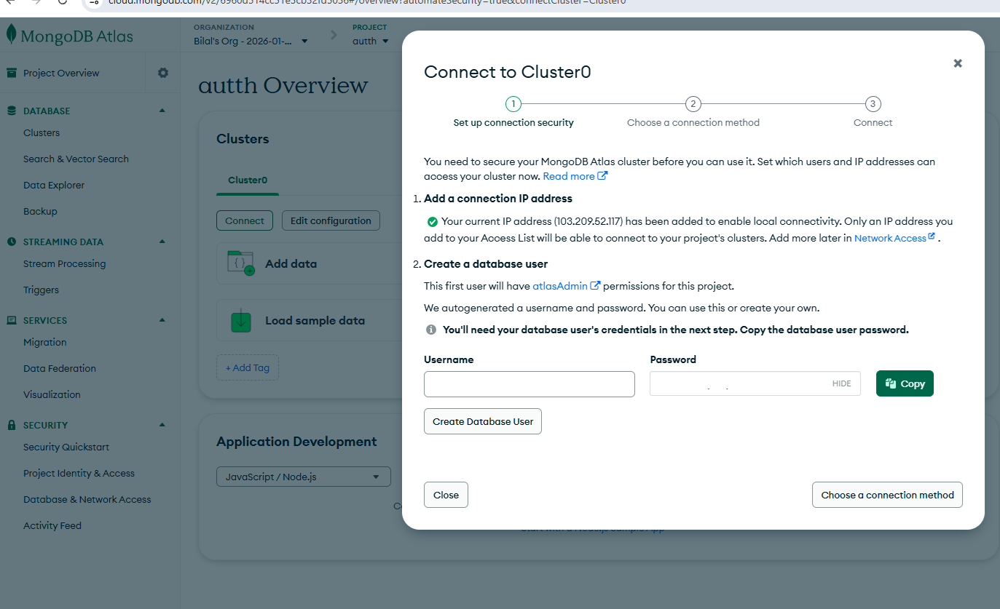 cloud.mongodb.com/v2/6960d514cc51e3cb52fd5036#/overview?automateSecurity=true&connectCluster=Cluster0
MongoDB Atlas
ORGANIZATION
Bilal's Org - 2026-01-...
PROJECT
autth
Project Overview
DATABASE
Clusters
Search & Vector Search
Data Explorer
Backup
STREAMING DATA
Stream Processing
Triggers
SERVICES
Migration
Data Federation
Visualization
SECURITY
Security Quickstart
Project Identity & Access
Database & Network Access
Activity Feed
autth Overview
Clusters
Cluster0
Connect
Edit configuration
Add data
Load sample data
+ Add Tag
Application Development
JavaScript / Node.js
Connect to Cluster0
1
Set up connection security
2
Choose a connection method
3
Connect
You need to secure your MongoDB Atlas cluster before you can use it. Set which users and IP addresses can
access your cluster now. Read more
1. Add a connection IP address
Your current IP address (103.209.52.117) has been added to enable local connectivity. Only an IP address you
add to your Access List will be able to connect to your project's clusters. Add more later in Network Access .
2. Create a database user
This first user will have atlasAdmin permissions for this project.
We autogenerated a username and password. You can use this or create your own.
You'll need your database user's credentials in the next step. Copy the database user password.
Username
Password
HIDE
Copy
Create Database User
Close
Choose a connection method